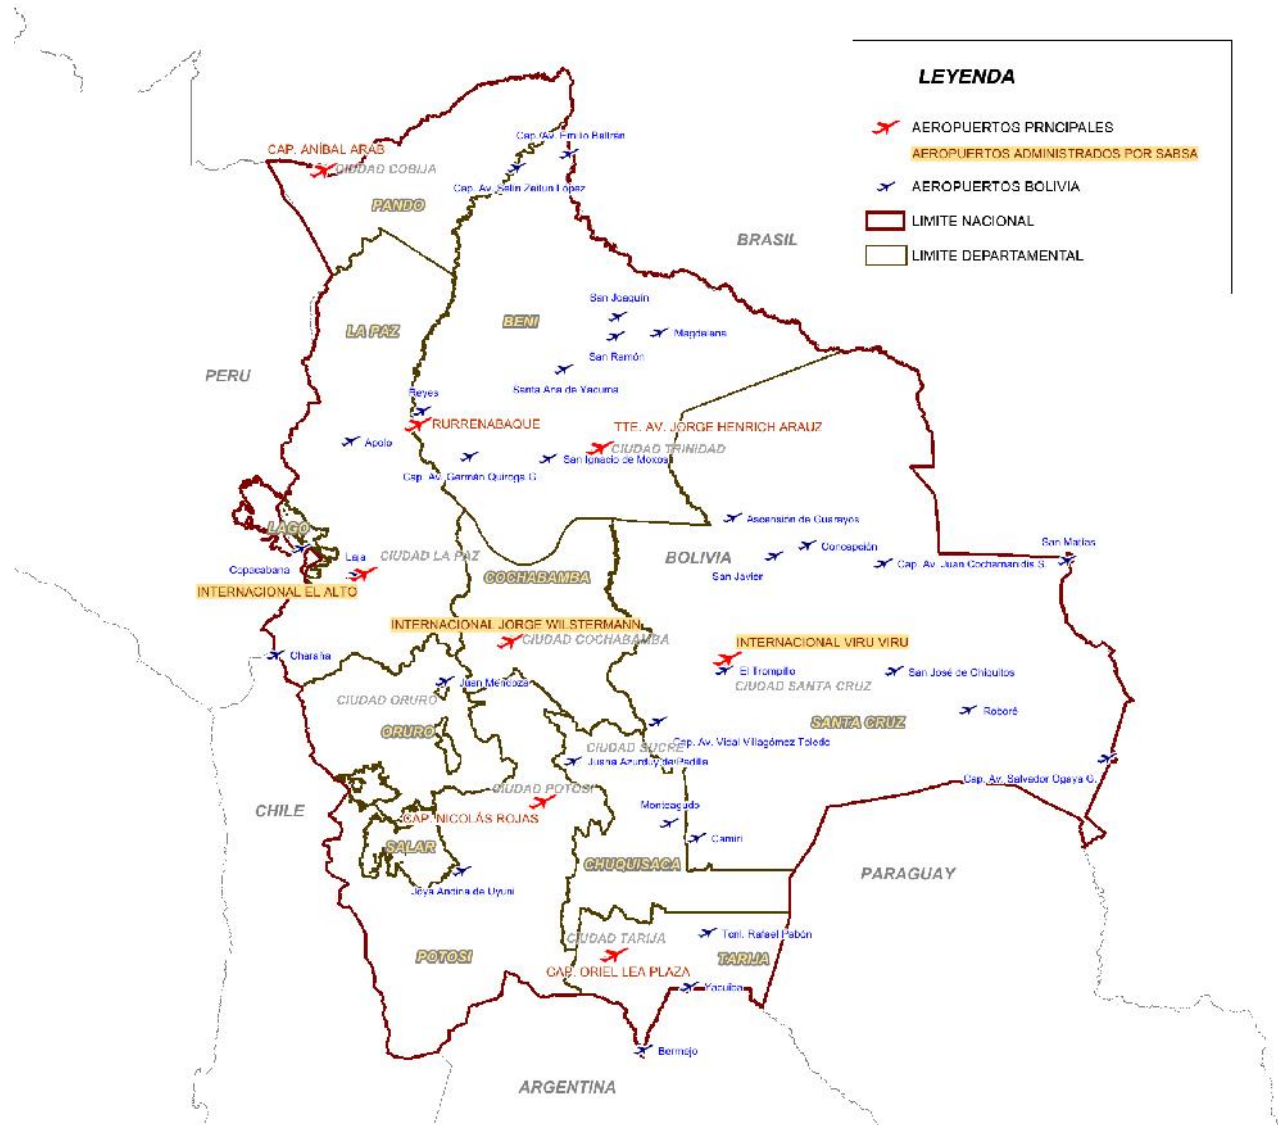 LEYENDA
AEROPUERTOS PRNCIPALES
AEROPUERTOS ADMINISTRADOS POR SABSA
AEROPUERTOS BOLIVIA
LIMITE NACIONAL
LIMITE DEPARTAMENTAL
Cap. Av. Emilio Beltrán
CAP. ANÍBAL ARAB
CIUDAD COBIJA
Cap. Av. Selin Zeitun Lopez
PANDO
BRASIL
San Joaquín
BENI
LA PAZ
Magdalena
San Ramón
PERU
Santa Ana de Yacuma
Reyes
RURRENABAQUE
TTE. AV. JORGE HENRICH ARAUZ
Apolo
CIUDAD TRINIDAD
San Ignacio de Moxos
Cap. Av. Germán Quiroga G.
Ascensión de Guarayos
LAGO
San Matías
Concepción
CIUDAD LA PAZ
Laja
BOLIVIA
Cap. Av. Juan Cochamanidis S.
Copacabana
COCHABAMBA
San Javier
INTERNACIONAL EL ALTO
INTERNACIONAL JORGE WILSTERMANN
CIUDAD COCHABAMBA
INTERNACIONAL VIRU VIRU
Charaña
El Trompillo
San José de Chiquitos
Juan Mendoza
CIUDAD SANTA CRUZ
CIUDAD ORURO
Roboré
SANTA CRUZ
ORURO
Cap. Av. Vidal Villagómez Toledo
CIUDAD SUCRE
Juana Azurduy de Padilla
Cap. Av. Salvador Ogaya G.
CIUDAD POTOSI
Monteagudo
CHILE
CAP. NICOLÁS ROJAS
Camiri
SALAR
CHUQUISACA
PARAGUAY
Joya Andina de Uyuni
Tcnl. Rafael Pabón
CIUDAD TARIJA
POTOSI
TARIJA
CAP. ORIEL LEA PLAZA
Yacuiba
Bermejo
ARGENTINA